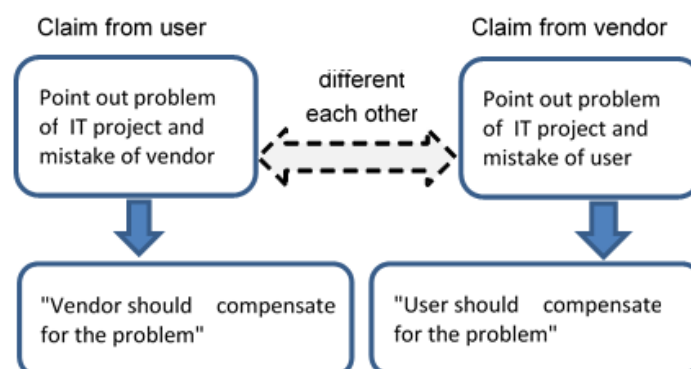 Claim from user
Claim from vendor
Point out problem
of IT project and
mistake of vendor
different
each other
Point out problem
of IT project and
mistake of user
"Vendor should compensate
for the problem"
"User should compensate
for the problem"